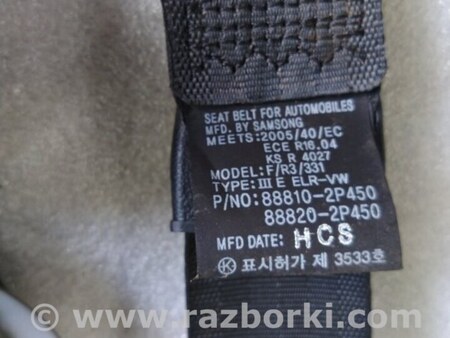 SEAT BELT FOR AUTOMOBILES
MFD. BY SAMSONG
MEETS:2005/40/EC
ECE R16.04
KS R 4027
MODEL:F/R3/331
TYPE:III E ELR-VW
P/NO:88810-2P450
88820-2P450
MFD DATE: HCS
K 표시허가 제 3533호
© www.razborki.com